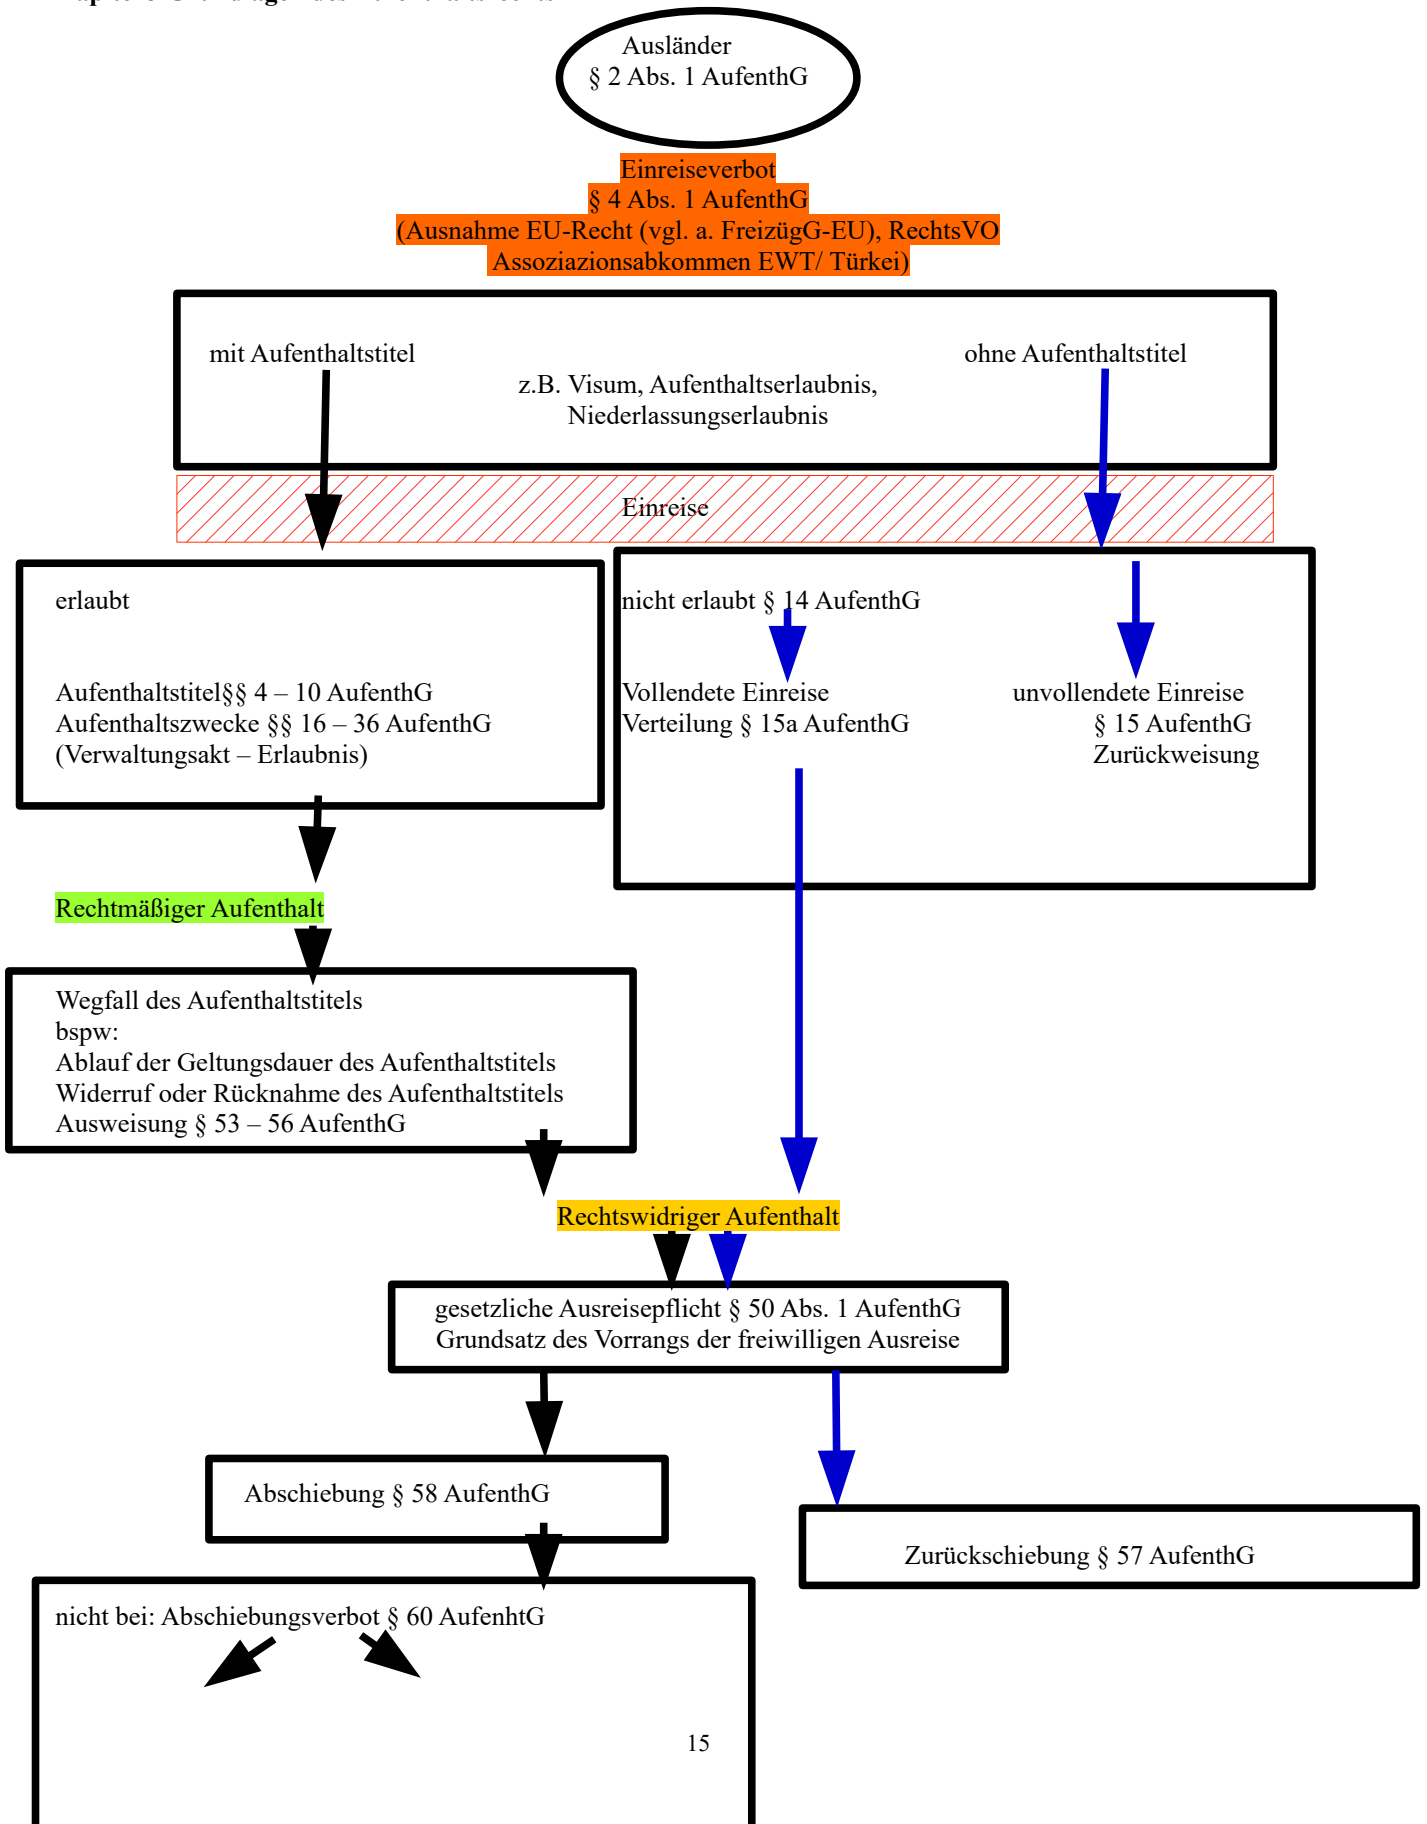 Ausländer
§ 2 Abs. 1 AufenthG
Einreiseverbot
§ 4 Abs. 1 AufenthG
(Ausnahme EU-Recht (vgl. a. FreizügG-EU), RechtsVO
Assoziazionsabkommen EWT/ Türkei)
mit Aufenthaltstitel
ohne Aufenthaltstitel
z.B. Visum, Aufenthaltserlaubnis,
Niederlassungserlaubnis
Einreise
erlaubt
Aufenthaltstitel§§ 4 – 10 AufenthG
Aufenthaltszwecke §§ 16 – 36 AufenthG
(Verwaltungsakt – Erlaubnis)
nicht erlaubt § 14 AufenthG
Vollendete Einreise
Verteilung § 15a AufenthG
unvollendete Einreise
§ 15 AufenthG
Zurückweisung
Rechtmäßiger Aufenthalt
Wegfall des Aufenthaltstitels
bspw:
Ablauf der Geltungsdauer des Aufenthaltstitels
Widerruf oder Rücknahme des Aufenthaltstitels
Ausweisung § 53 – 56 AufenthG
Rechtswidriger Aufenthalt
gesetzliche Ausreisepflicht § 50 Abs. 1 AufenthG
Grundsatz des Vorrangs der freiwilligen Ausreise
Abschiebung § 58 AufenthG
Zurückschiebung § 57 AufenthG
nicht bei: Abschiebungsverbot § 60 AufenhtG
15